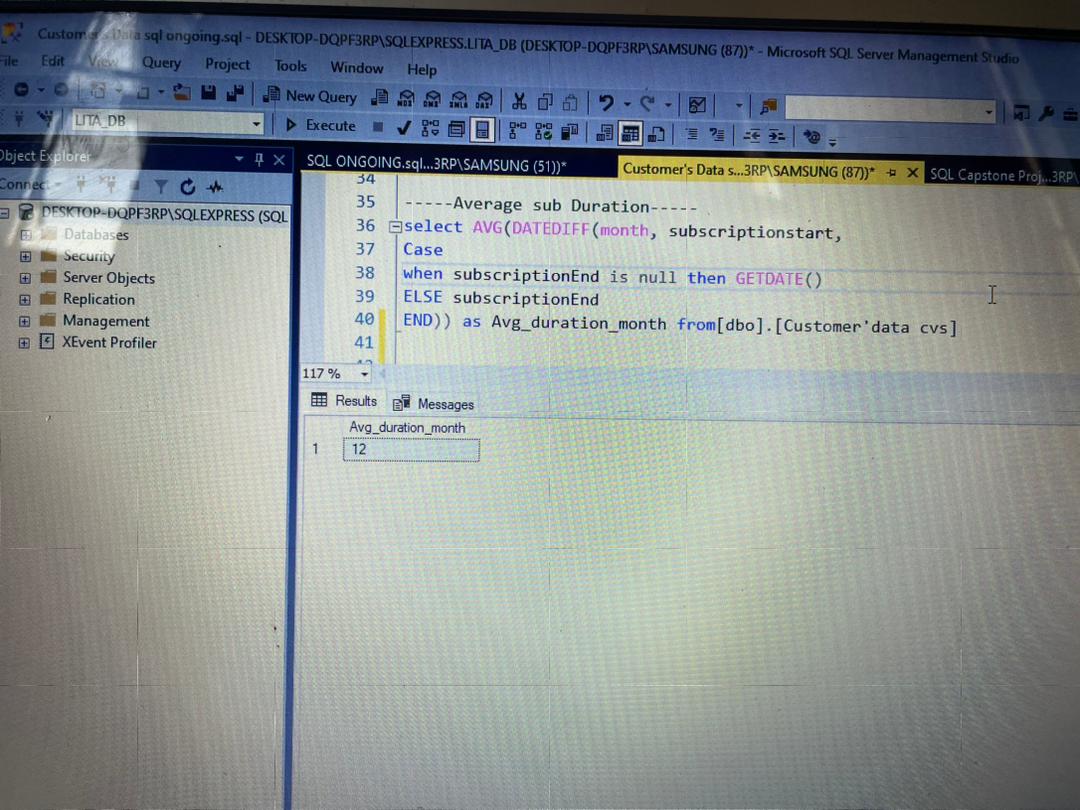 Customer's Data sql ongoing.sql - DESKTOP-DQPF3RP\SQLEXPRESS.LITA_DB (DESKTOP-DQPF3RP\SAMSUNG (87))* - Microsoft SQL Server Management Studio
File Edit View Query Project Tools Window Help
New Query MDX DMX XMLA DAX
LITA_DB Execute
Object Explorer
Connect
DESKTOP-DQPF3RP\SQLEXPRESS (SQL
Databases
Security
Server Objects
Replication
Management
XEvent Profiler
SQL ONGOING.sql...3RP\SAMSUNG (51))* Customer's Data s...3RP\SAMSUNG (87))* SQL Capstone Proj...3RP\
34
35 -----Average sub Duration-----
36 select AVG(DATEDIFF(month, subscriptionstart,
37 Case
38 when subscriptionEnd is null then GETDATE()
39 ELSE subscriptionEnd
40 END)) as Avg_duration_month from[dbo].[Customer'data cvs]
41
117 %
Results Messages
Avg_duration_month
1 12